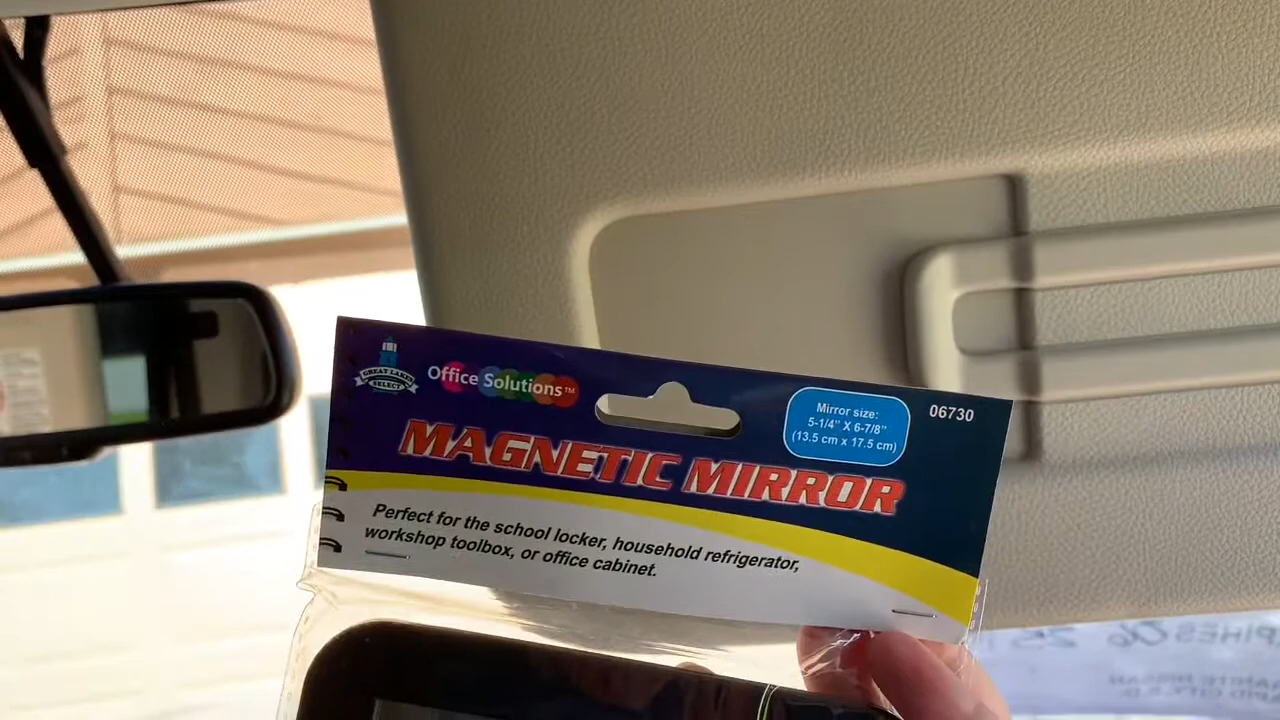 GREAT LAKES
SELECT
Office Solutions™
MAGNETIC MIRROR
Mirror size:
5-1/4" X 6-7/8"
(13.5 cm x 17.5 cm)
06730
Perfect for the school locker, household refrigerator,
workshop toolbox, or office cabinet.